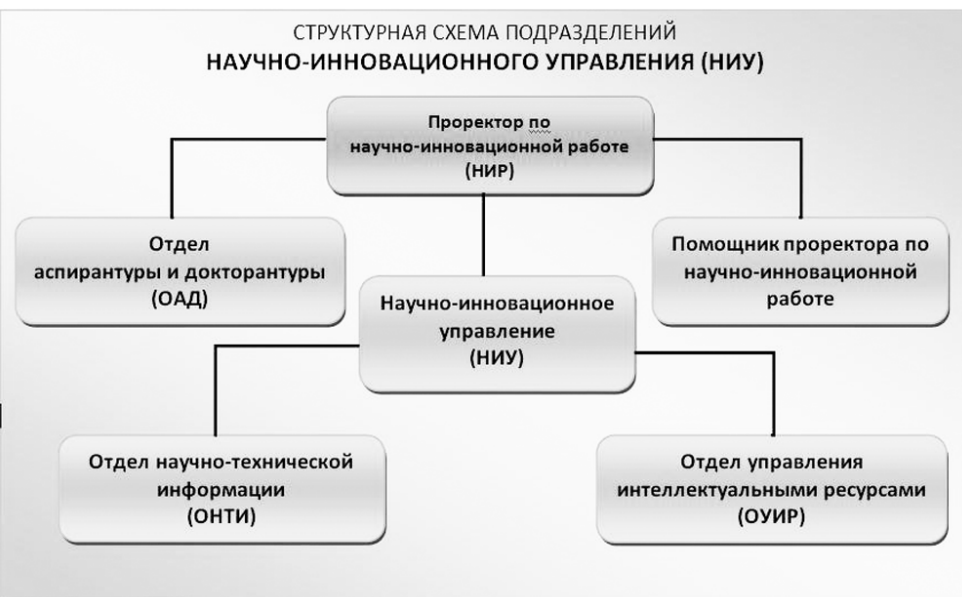 СТРУКТУРНАЯ СХЕМА ПОДРАЗДЕЛЕНИЙ
НАУЧНО-ИННОВАЦИОННОГО УПРАВЛЕНИЯ (НИУ)
Проректор по
научно-инновационной работе
(НИР)
Отдел
аспирантуры и докторантуры
(ОАД)
Помощник проректора по
научно-инновационной
работе
Научно-инновационное
управление
(НИУ)
Отдел научно-технической
информации
(ОНТИ)
Отдел управления
интеллектуальными ресурсами
(ОУИР)